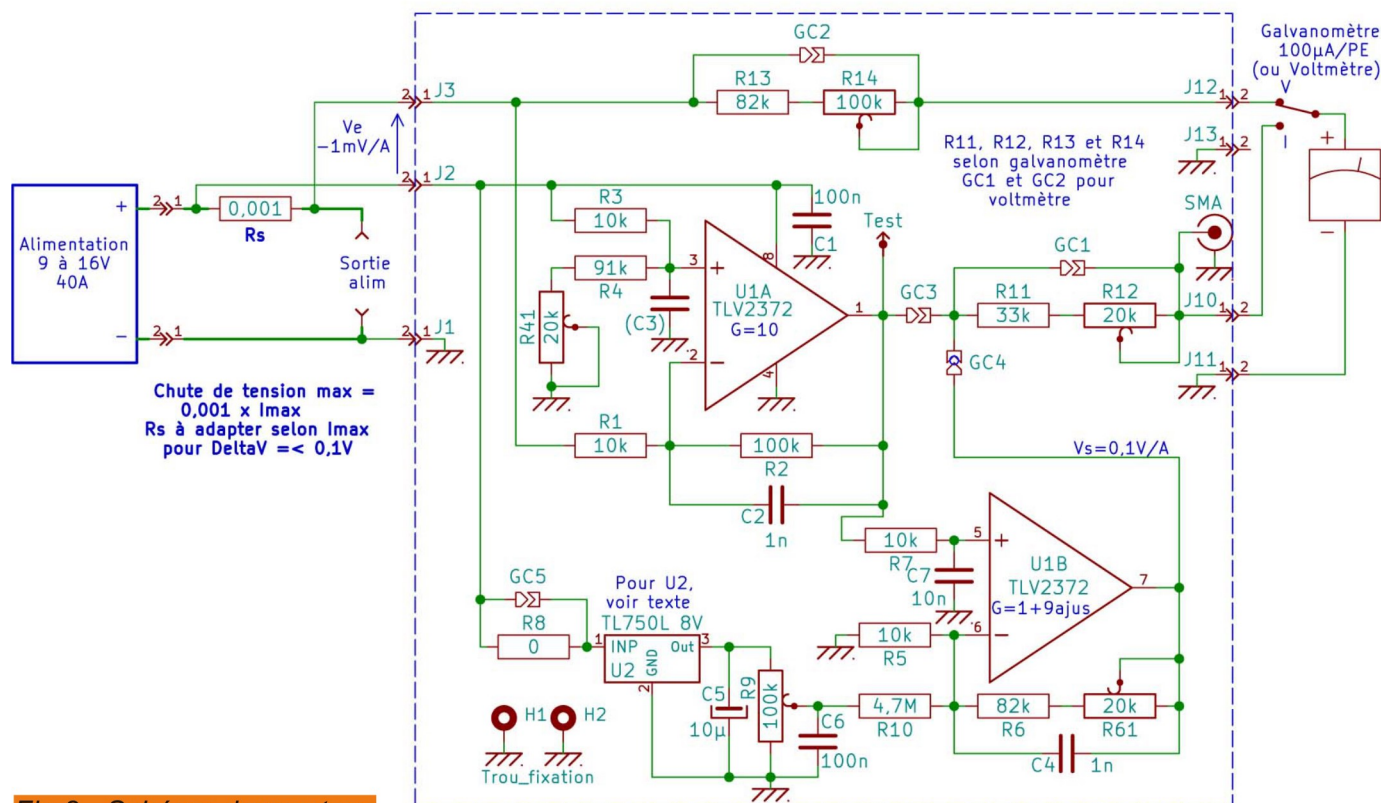 GC2
R13
R14
82k
100k
J3
2 1
J12
1 2
Galvanomètre
100µA/PE
(ou Voltmètre)
V
I
+
−
Ve
−1mV/A
J2
2 1
J13
1 2
R11, R12, R13 et R14
selon galvanomètre
GC1 et GC2 pour
voltmètre
Alimentation
9 à 16V
40A
+
−
2 1
0,001
Rs
Sortie
alim
2 1
J1
2 1
R3
10k
91k
R4
R41
20k
(C3)
100n
C1
Test
3
+
8
U1A
TLV2372
G=10
1
2
−
4
GC3
GC1
R11
33k
R12
20k
SMA
J10
1 2
GC4
J11
1 2
Chute de tension max =
0,001 x Imax
Rs à adapter selon Imax
pour DeltaV =< 0,1V
R1
10k
100k
R2
C2
1n
Vs=0,1V/A
10k
R7
C7
10n
5
+
U1B
TLV2372
G=1+9ajus
7
6
−
10k
R5
GC5
R8
0
Pour U2,
voir texte
TL750L 8V
1
INP
Out
3
U2
GND
2
C5
10µ
R9
100k
C6
100n
4,7M
R10
82k
R6
20k
R61
C4
1n
H1
H2
Trou_fixation